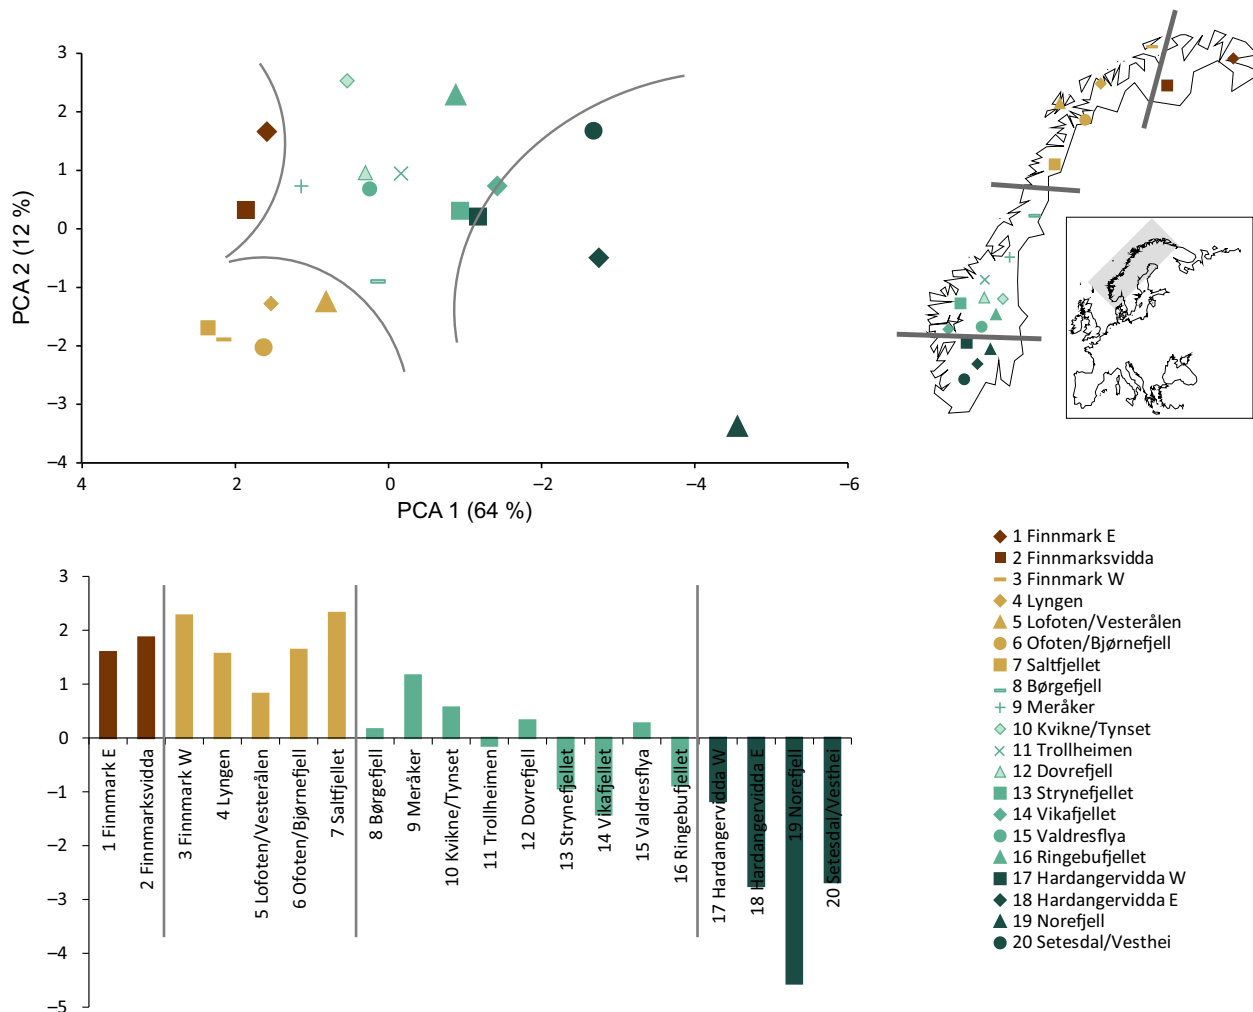 3
2
1
0
–1
–2
–3
–4
PCA 2 (12 %)
4
2
0
–2
–4
–6
PCA 1 (64 %)
1 Finnmark E
2 Finnmarksvidda
3 Finnmark W
4 Lyngen
5 Lofoten/Vesterålen
6 Ofoten/Bjørnefjell
7 Saltfjellet
8 Børgefjell
9 Meråker
10 Kvikne/Tynset
11 Trollheimen
12 Dovrefjell
13 Strynefjellet
14 Vikafjellet
15 Valdresflya
16 Ringebufjellet
17 Hardangervidda W
18 Hardangervidda E
19 Norefjell
20 Setesdal/Vesthei
3
2
1
0
–1
–2
–3
–4
–5
1 Finnmark E
2 Finnmarksvidda
3 Finnmark W
4 Lyngen
5 Lofoten/Vesterålen
6 Ofoten/Bjørnefjell
7 Saltfjellet
8 Børgefjell
9 Meråker
10 Kvikne/Tynset
11 Trollheimen
12 Dovrefjell
13 Strynefjellet
14 Vikafjellet
15 Valdresflya
16 Ringebufjellet
17 Hardangervidda W
18 Hardangervidda E
19 Norefjell
20 Setesdal/Vesthei